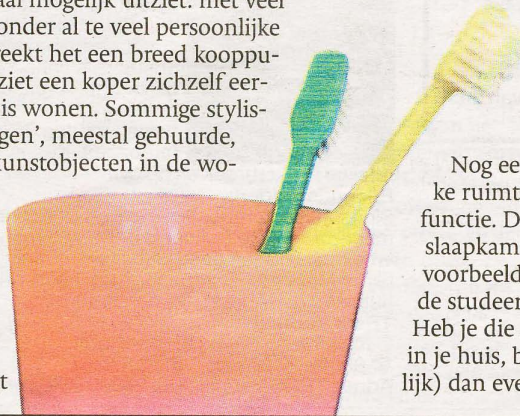 mogelijk uitziet. met veel
onder al te veel persoonlijke
het een breed kooppu-
ziet een koper zichzelf eer-
is wonen. Sommige stylis-
gen’, meestal gehuurde,
kunstobjecten in de wo-
t
Nog ee
ke ruimt
functie. D
slaapkam
voorbeeld
de studeer
Heb je die
in je huis, b
lijk) dan eve